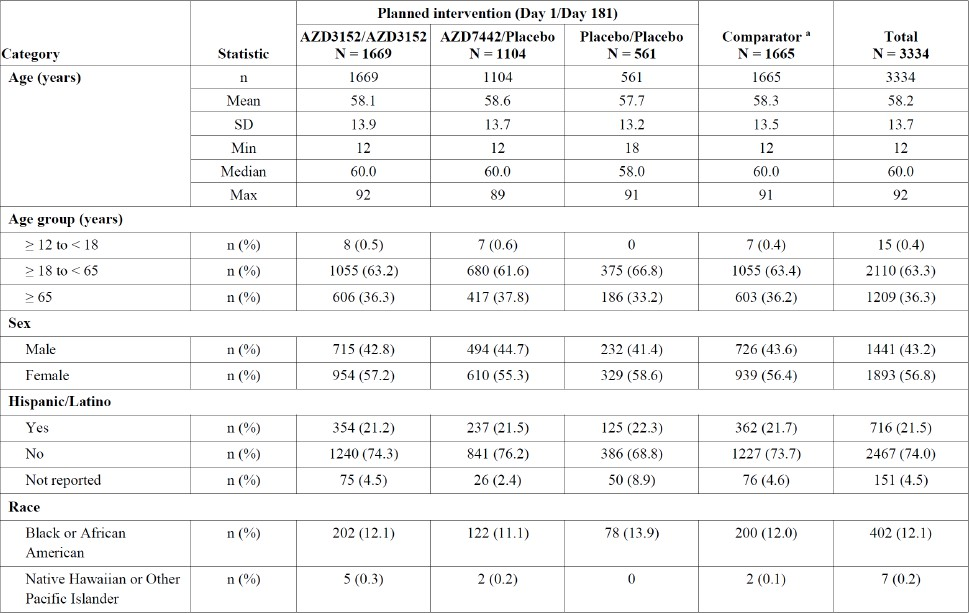 Planned intervention (Day 1/Day 181)
Category Statistic AZD3152/AZD3152 N = 1669 AZD7442/Placebo N = 1104 Placebo/Placebo N = 561 Comparator a N = 1665 Total N = 3334
Age (years) n 1669 1104 561 1665 3334
Mean 58.1 58.6 57.7 58.3 58.2
SD 13.9 13.7 13.2 13.5 13.7
Min 12 12 18 12 12
Median 60.0 60.0 58.0 60.0 60.0
Max 92 89 91 91 92
Age group (years)
≥ 12 to < 18 n (%) 8 (0.5) 7 (0.6) 0 7 (0.4) 15 (0.4)
≥ 18 to < 65 n (%) 1055 (63.2) 680 (61.6) 375 (66.8) 1055 (63.4) 2110 (63.3)
≥ 65 n (%) 606 (36.3) 417 (37.8) 186 (33.2) 603 (36.2) 1209 (36.3)
Sex
Male n (%) 715 (42.8) 494 (44.7) 232 (41.4) 726 (43.6) 1441 (43.2)
Female n (%) 954 (57.2) 610 (55.3) 329 (58.6) 939 (56.4) 1893 (56.8)
Hispanic/Latino
Yes n (%) 354 (21.2) 237 (21.5) 125 (22.3) 362 (21.7) 716 (21.5)
No n (%) 1240 (74.3) 841 (76.2) 386 (68.8) 1227 (73.7) 2467 (74.0)
Not reported n (%) 75 (4.5) 26 (2.4) 50 (8.9) 76 (4.6) 151 (4.5)
Race
Black or African American n (%) 202 (12.1) 122 (11.1) 78 (13.9) 200 (12.0) 402 (12.1)
Native Hawaiian or Other Pacific Islander n (%) 5 (0.3) 2 (0.2) 0 2 (0.1) 7 (0.2)